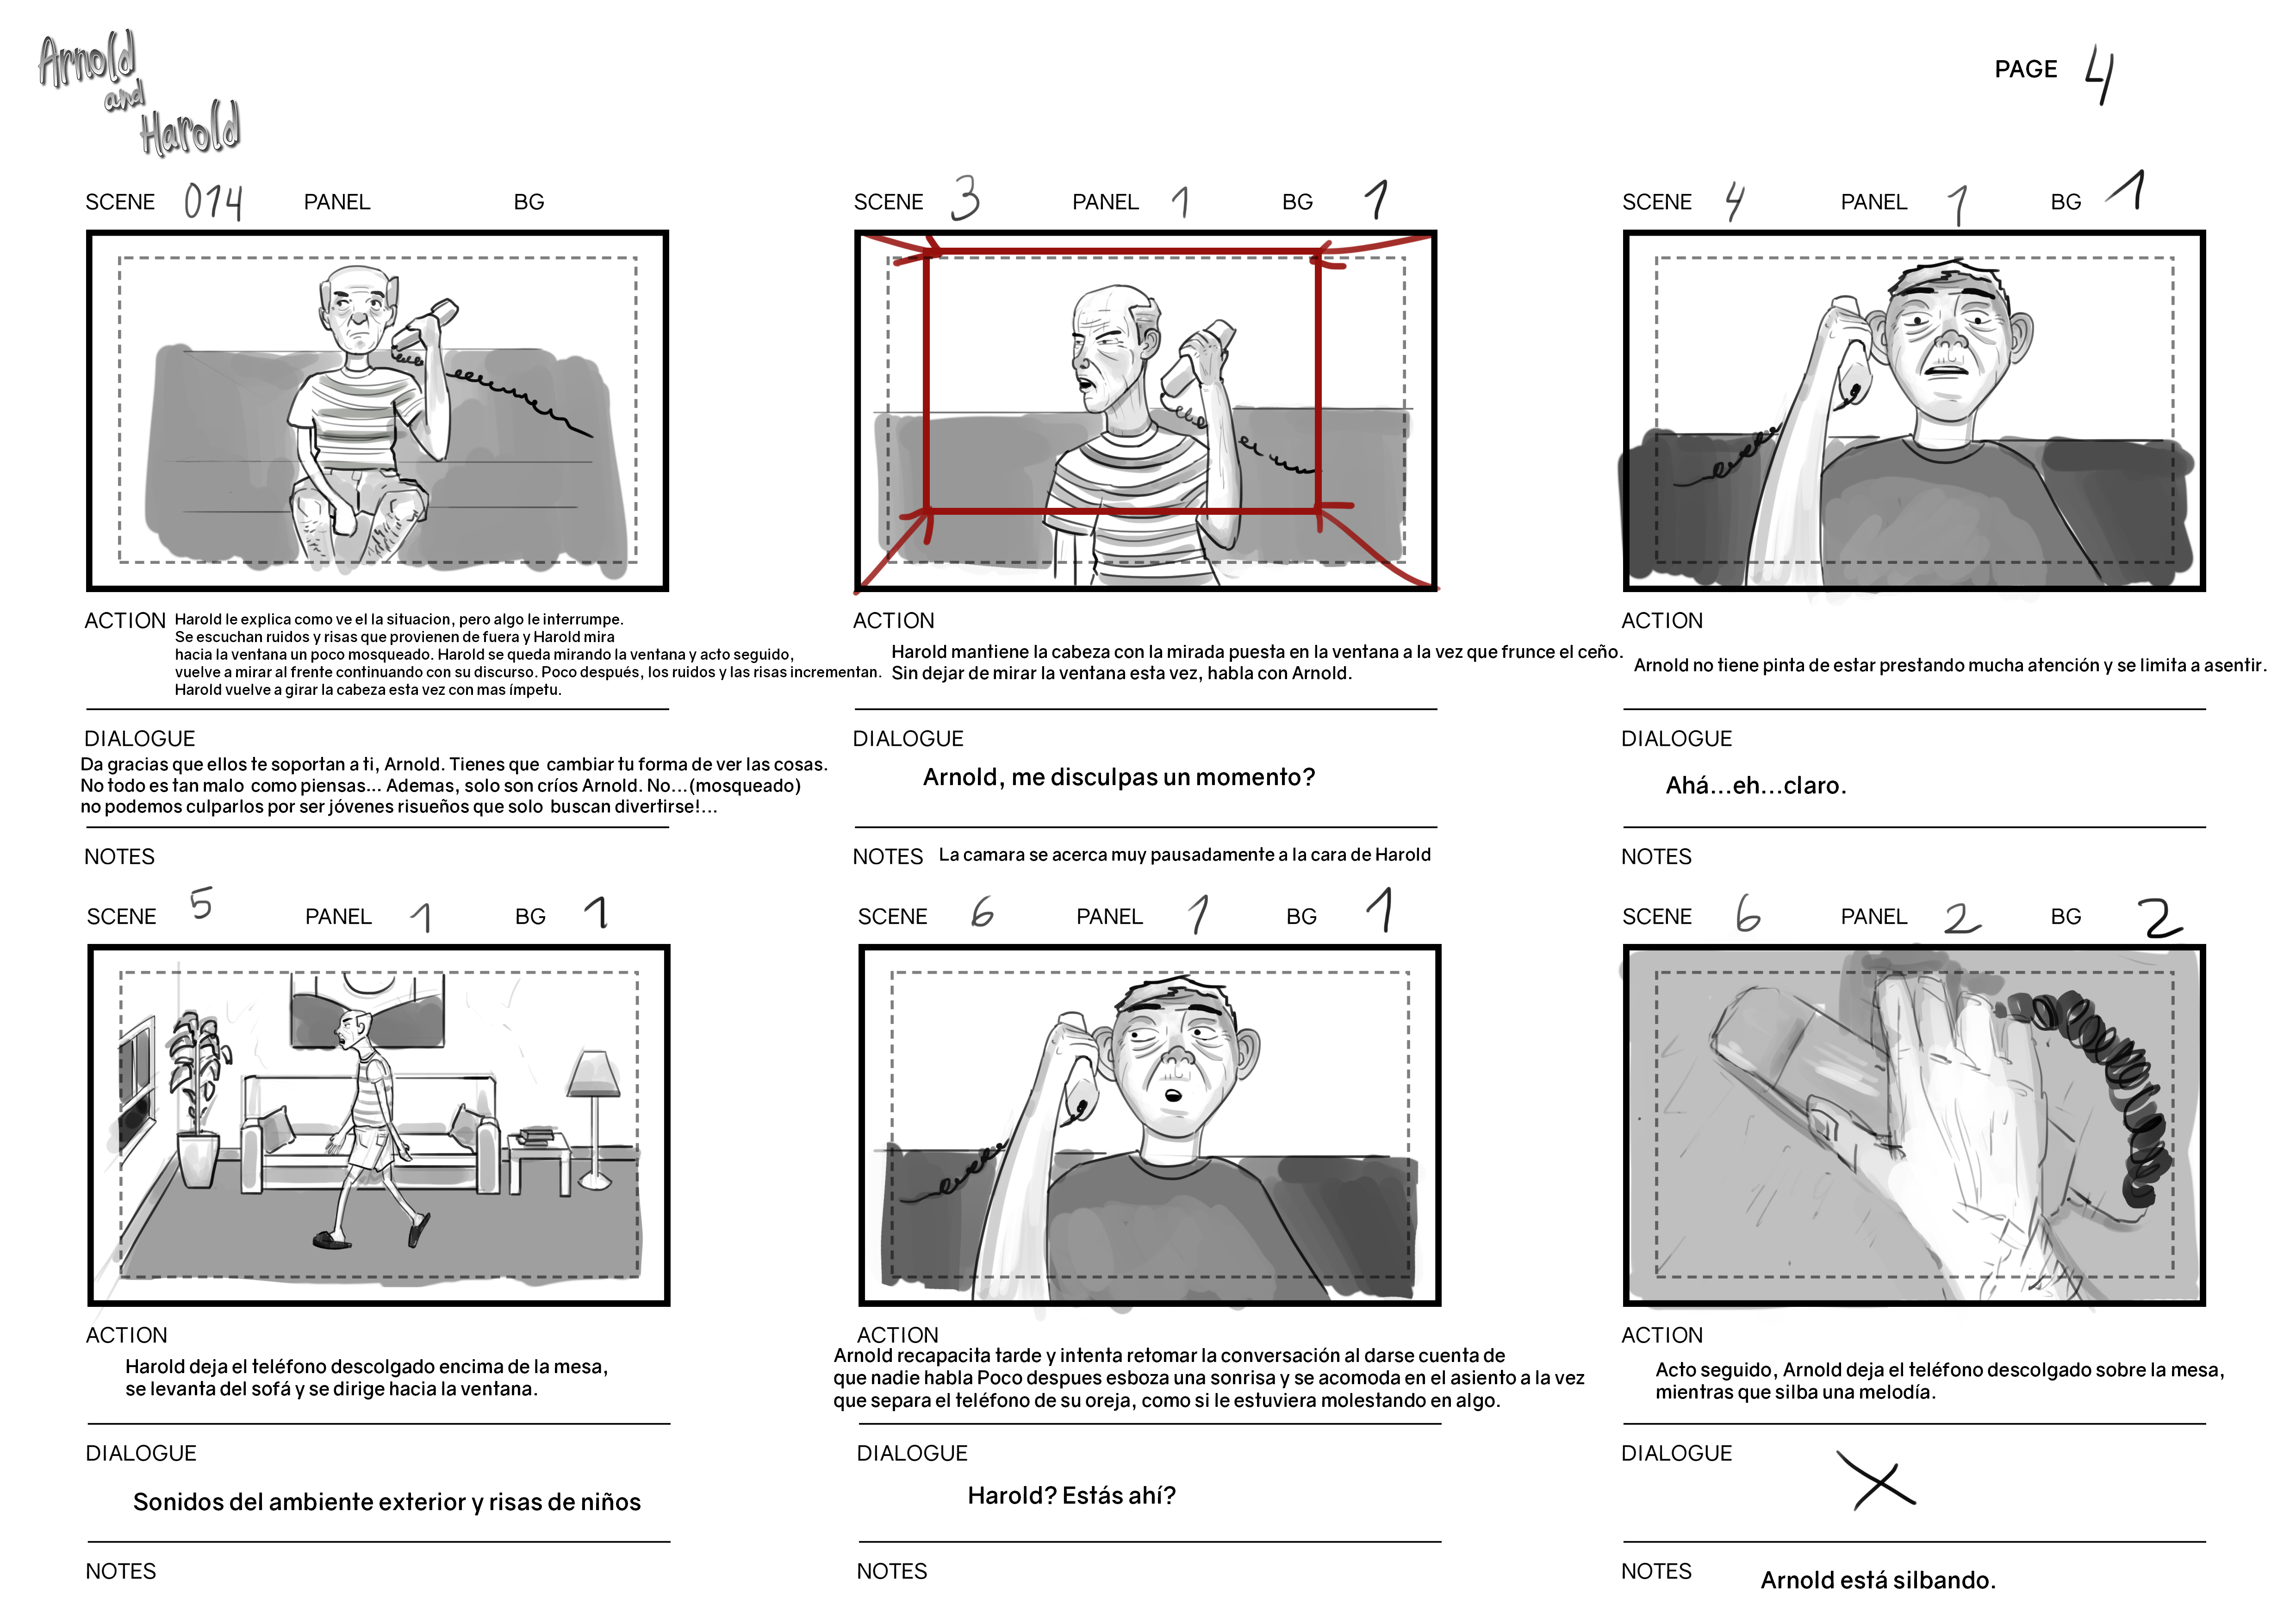 Arnold
and
Harold
PAGE 4
SCENE 014 PANEL BG
ACTION Harold le explica como ve el la situacion, pero algo le interrumpe.
Se escuchan ruidos y risas que provienen de fuera y Harold mira
hacia la ventana un poco mosqueado. Harold se queda mirando la ventana y acto seguido,
vuelve a mirar al frente continuando con su discurso. Poco después, los ruidos y las risas incrementan.
Harold vuelve a girar la cabeza esta vez con mas ímpetu.
DIALOGUE
Da gracias que ellos te soportan a ti, Arnold. Tienes que cambiar tu forma de ver las cosas.
No todo es tan malo como piensas... Ademas, solo son críos Arnold. No...(mosqueado)
no podemos culparlos por ser jóvenes risueños que solo buscan divertirse!...
NOTES
SCENE 3 PANEL 1 BG 1
ACTION
Harold mantiene la cabeza con la mirada puesta en la ventana a la vez que frunce el ceño.
Sin dejar de mirar la ventana esta vez, habla con Arnold.
DIALOGUE
Arnold, me disculpas un momento?
NOTES La camara se acerca muy pausadamente a la cara de Harold
SCENE 4 PANEL 1 BG 1
ACTION
Arnold no tiene pinta de estar prestando mucha atención y se limita a asentir.
DIALOGUE
Ahá...eh...claro.
NOTES
SCENE 5 PANEL 1 BG 1
ACTION
Harold deja el teléfono descolgado encima de la mesa,
se levanta del sofá y se dirige hacia la ventana.
DIALOGUE
Sonidos del ambiente exterior y risas de niños
NOTES
SCENE 6 PANEL 1 BG 1
ACTION
Arnold recapacita tarde y intenta retomar la conversación al darse cuenta de
que nadie habla Poco despues esboza una sonrisa y se acomoda en el asiento a la vez
que separa el teléfono de su oreja, como si le estuviera molestando en algo.
DIALOGUE
Harold? Estás ahí?
NOTES
SCENE 6 PANEL 2 BG 2
ACTION
Acto seguido, Arnold deja el teléfono descolgado sobre la mesa,
mientras que silba una melodía.
DIALOGUE X
NOTES Arnold está silbando.